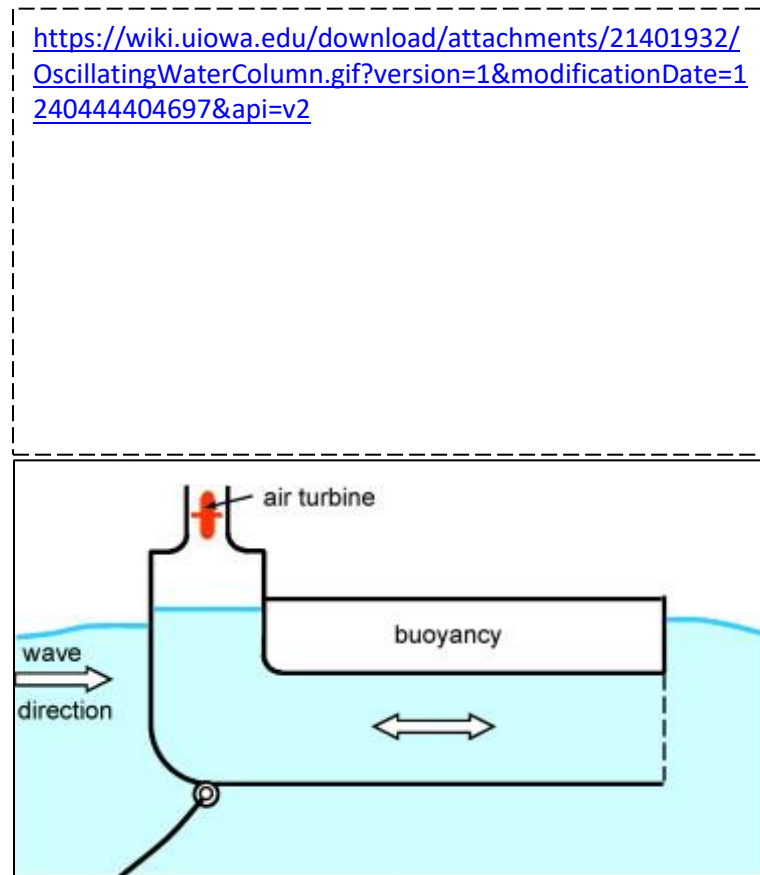 https://wiki.uiowa.edu/download/attachments/21401932/
OscillatingWaterColumn.gif?version=1&modificationDate=1
240444404697&api=v2
air turbine
buoyancy
wave
direction